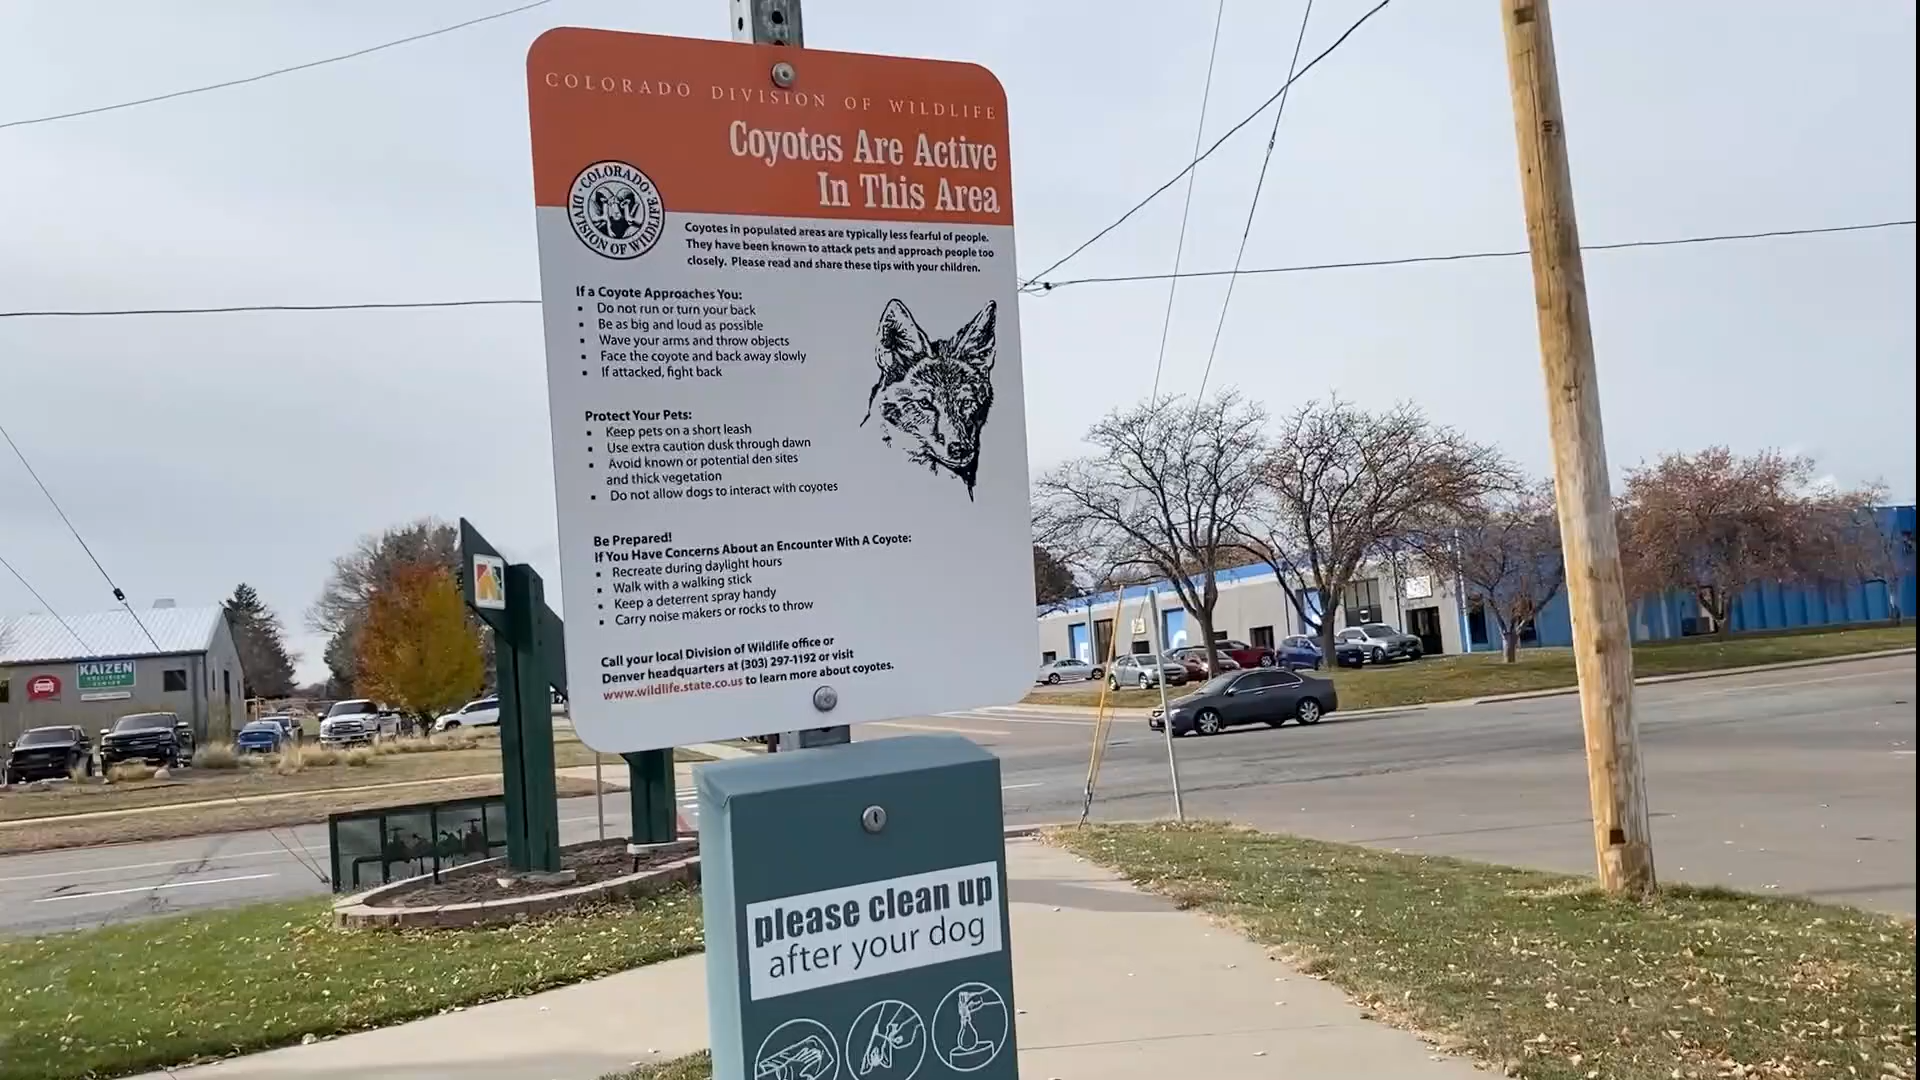 COLORADO DIVISION OF WILDLIFE
Coyotes Are Active
In This Area
COLORADO
DIVISION OF WILDLIFE
Coyotes in populated areas are typically less fearful of people.
They have been known to attack pets and approach people too
closely. Please read and share these tips with your children.
If a Coyote Approaches You:
▪ Do not run or turn your back
▪ Be as big and loud as possible
▪ Wave your arms and throw objects
▪ Face the coyote and back away slowly
▪ If attacked, fight back
Protect Your Pets:
▪ Keep pets on a short leash
▪ Use extra caution dusk through dawn
▪ Avoid known or potential den sites
and thick vegetation
▪ Do not allow dogs to interact with coyotes
Be Prepared!
If You Have Concerns About an Encounter With A Coyote:
▪ Recreate during daylight hours
▪ Walk with a walking stick
▪ Keep a deterrent spray handy
▪ Carry noise makers or rocks to throw
Call your local Division of Wildlife office or
Denver headquarters at (303) 297-1192 or visit
www.wildlife.state.co.us to learn more about coyotes.
KAIZEN
COLLISION
CENTER
please clean up
after your dog